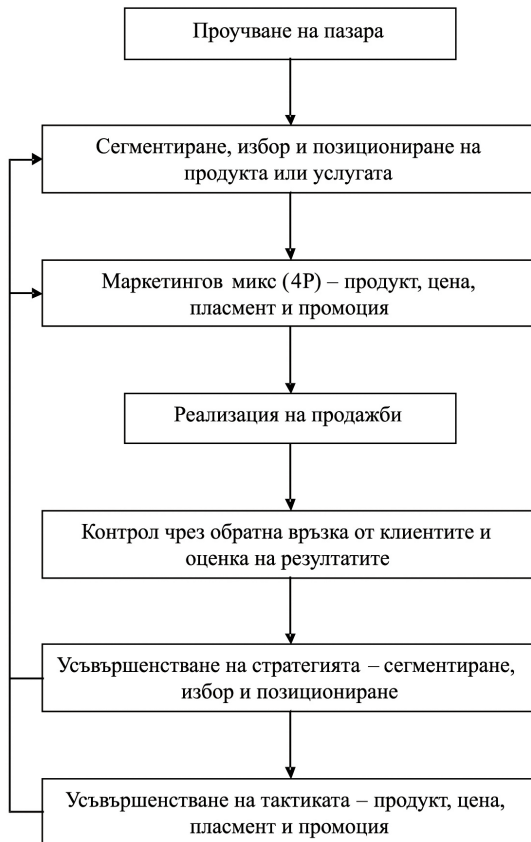 Проучване на пазара
Сегментиране, избор и позициониране на
продукта или услугата
Маркетингов микс (4P) – продукт, цена,
пласмент и промоция
Реализация на продажби
Контрол чрез обратна връзка от клиентите и
оценка на резултатите
Усъвършенстване на стратегията – сегментиране,
избор и позициониране
Усъвършенстване на тактиката – продукт, цена,
пласмент и промоция